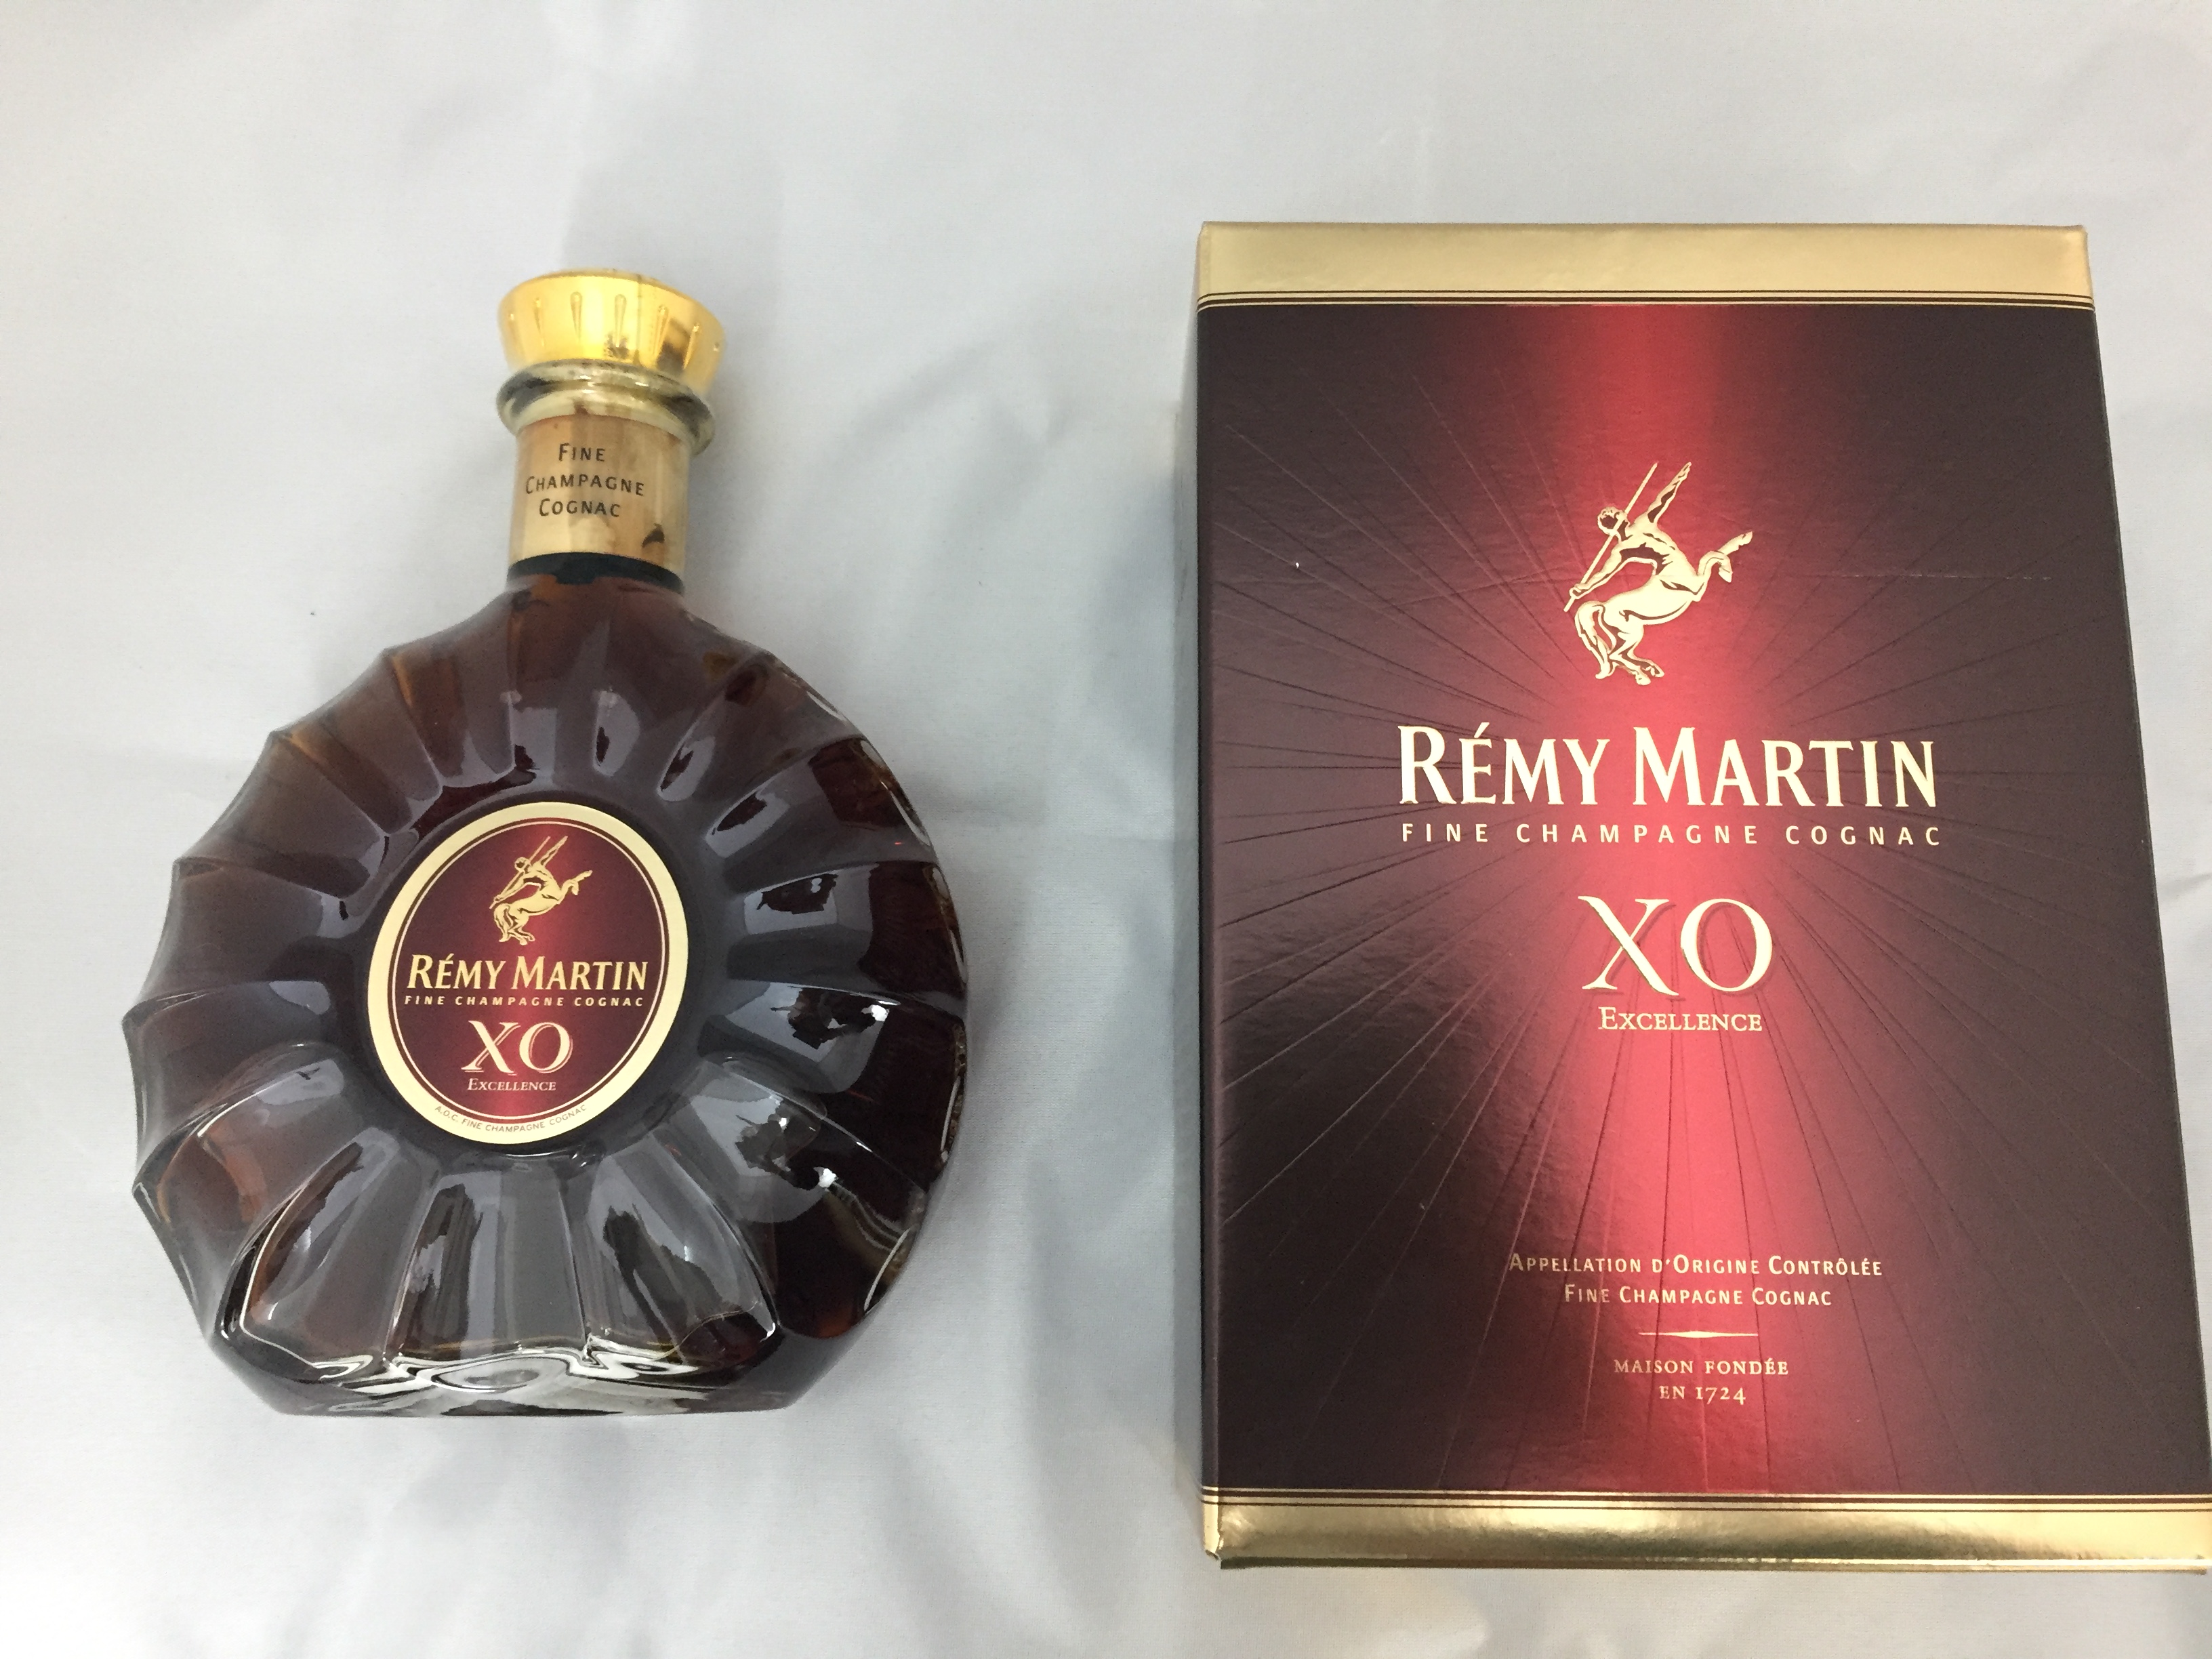 FINE
CHAMPAGNE
COGNAC
RÉMY MARTIN
FINE CHAMPAGNE COGNAC
XO
EXCELLENCE
A.O.C. FINE CHAMPAGNE COGNAC
RÉMY MARTIN
FINE CHAMPAGNE COGNAC
XO
EXCELLENCE
APPELLATION D'ORIGINE CONTRÔLÉE
FINE CHAMPAGNE COGNAC
MAISON FONDÉE
EN 1724